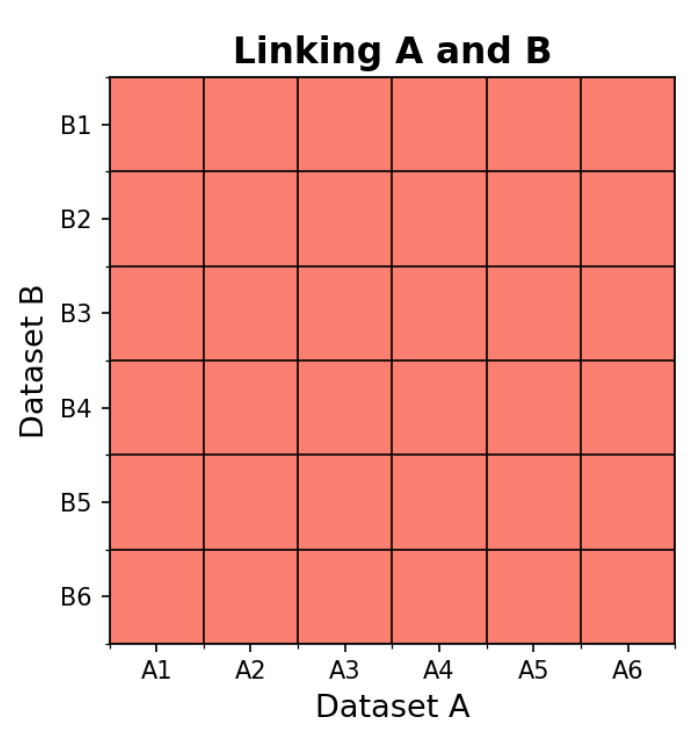 Linking A and B
B1
B2
B3
B4
B5
B6
Dataset B
A1 A2 A3 A4 A5 A6
Dataset A